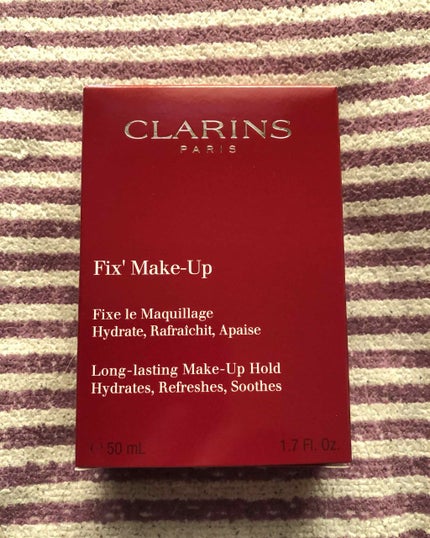 CLARINS
PARIS
Fix' Make-Up
Fixe le Maquillage
Hydrate, Rafraîchit, Apaise
Long-lasting Make-Up Hold
Hydrates, Refreshes, Soothes
℮ 50 mL 1.7 Fl. Oz.